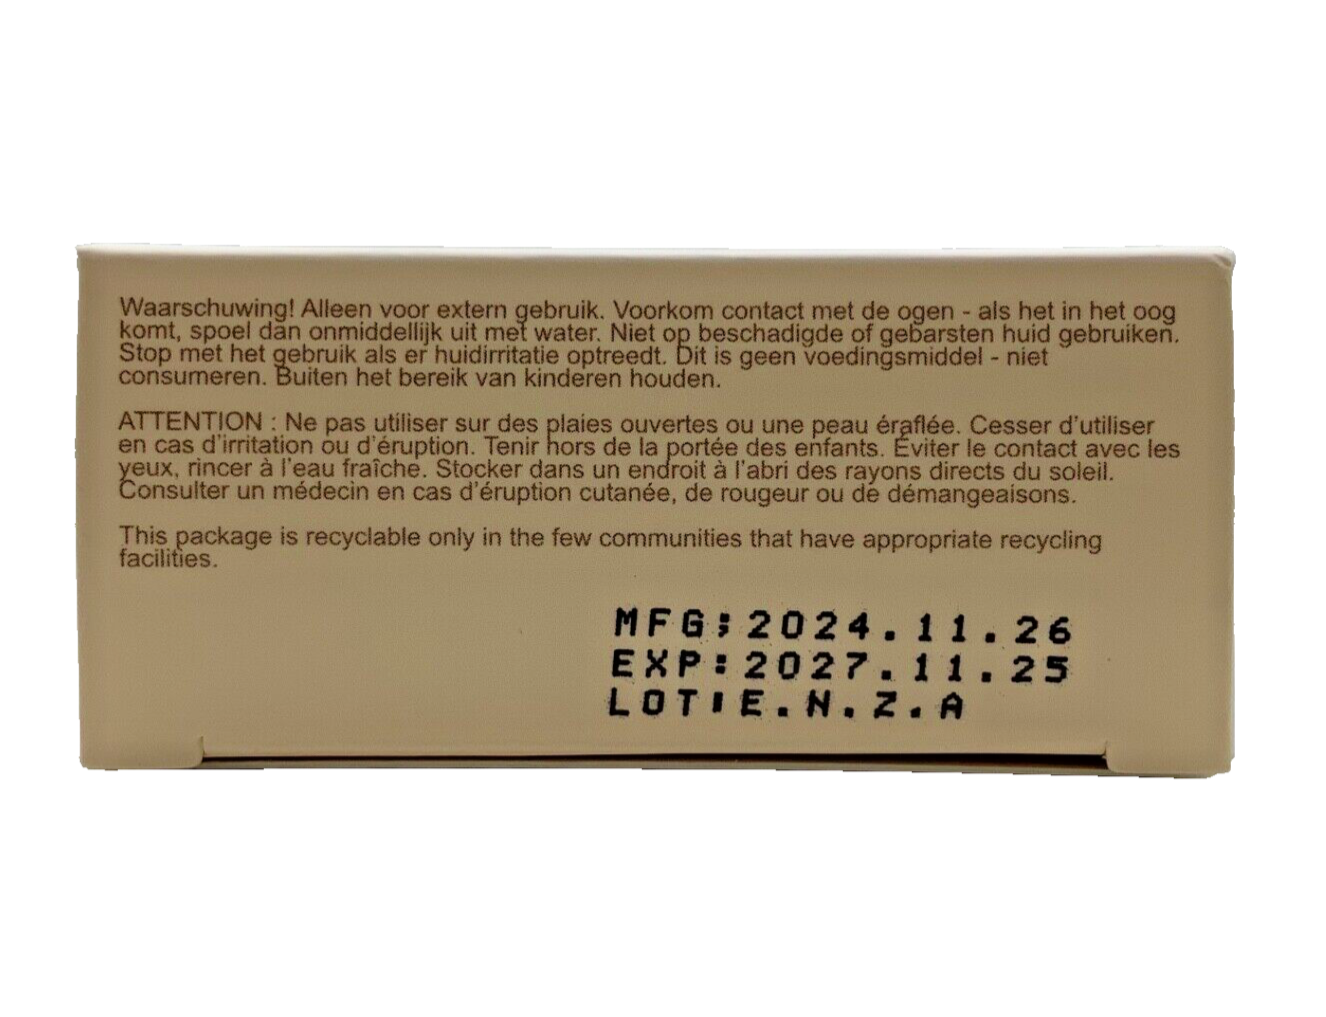 Waarschuwing! Alleen voor extern gebruik. Voorkom contact met de ogen - als het in het oog
komt, spoel dan onmiddellijk uit met water. Niet op beschadigde of gebarsten huid gebruiken.
Stop met het gebruik als er huidirritatie optreedt. Dit is geen voedingsmiddel - niet
consumeren. Buiten het bereik van kinderen houden.
ATTENTION : Ne pas utiliser sur des plaies ouvertes ou une peau éraflée. Cesser d'utiliser
en cas d'irritation ou d'éruption. Tenir hors de la portée des enfants. Éviter le contact avec les
yeux, rincer à l'eau fraîche. Stocker dans un endroit à l'abri des rayons directs du soleil.
Consulter un médecin en cas d'éruption cutanée, de rougeur ou de démangeaisons.
This package is recyclable only in the few communities that have appropriate recycling
facilities.
MFG:2024.11.26
EXP:2027.11.25
LOT:E.N.Z.A